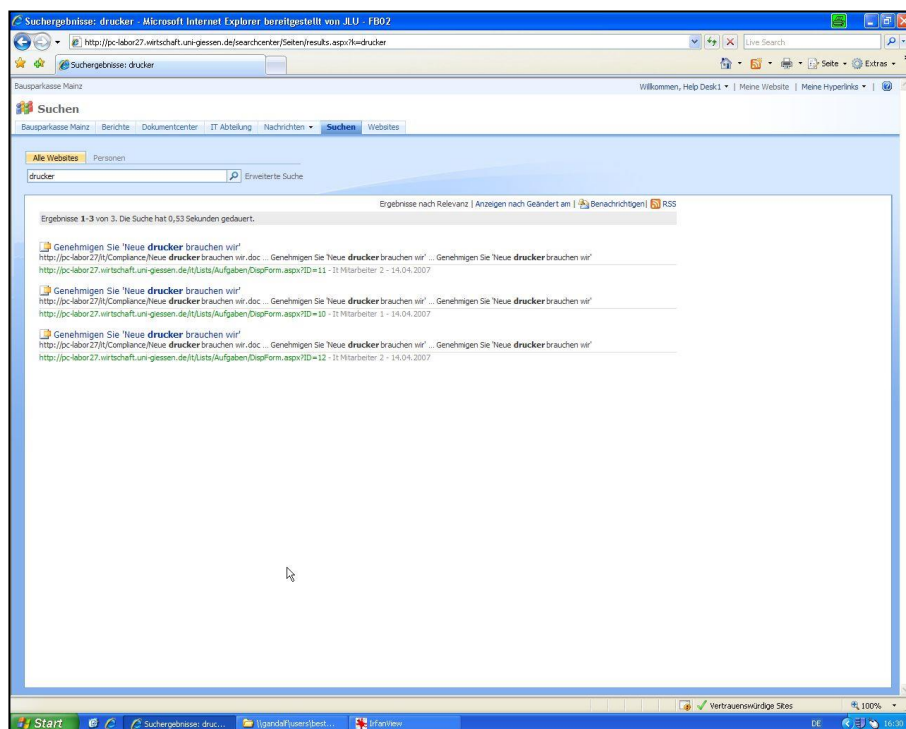 Suchergebnisse: drucker - Microsoft Internet Explorer bereitgestellt von JLU - FB02
http://pc-labor27.wirtschaft.uni-giessen.de/searchcenter/Seiten/results.aspx?k=drucker
Live Search
Suchergebnisse: drucker
Seite
Extras
Bausparkasse Mainz
Willkommen, Help Desk1 | Meine Website | Meine Hyperlinks |
Suchen
Bausparkasse Mainz Berichte Dokumentcenter IT Abteilung Nachrichten Suchen Websites
Alle Websites Personen
drucker Erweiterte Suche
Ergebnisse nach Relevanz | Anzeigen nach Geändert am | Benachrichtigen| RSS
Ergebnisse 1-3 von 3. Die Suche hat 0,53 Sekunden gedauert.
Genehmigen Sie 'Neue drucker brauchen wir'
http://pc-labor27/it/Compliance/Neue drucker brauchen wir.doc ... Genehmigen Sie 'Neue drucker brauchen wir' ... Genehmigen Sie 'Neue drucker brauchen wir'
http://pc-labor27.wirtschaft.uni-giessen.de/it/Lists/Aufgaben/DispForm.aspx?ID=11 - It Mitarbeiter 2 - 14.04.2007
Genehmigen Sie 'Neue drucker brauchen wir'
http://pc-labor27/it/Compliance/Neue drucker brauchen wir.doc ... Genehmigen Sie 'Neue drucker brauchen wir' ... Genehmigen Sie 'Neue drucker brauchen wir'
http://pc-labor27.wirtschaft.uni-giessen.de/it/Lists/Aufgaben/DispForm.aspx?ID=10 - It Mitarbeiter 1 - 14.04.2007
Genehmigen Sie 'Neue drucker brauchen wir'
http://pc-labor27/it/Compliance/Neue drucker brauchen wir.doc ... Genehmigen Sie 'Neue drucker brauchen wir' ... Genehmigen Sie 'Neue drucker brauchen wir'
http://pc-labor27.wirtschaft.uni-giessen.de/it/Lists/Aufgaben/DispForm.aspx?ID=12 - It Mitarbeiter 2 - 14.04.2007
Vertrauenswürdige Sites 100%
Start Suchergebnisse: druc... \\gandalf\users\best... IrfanView DE 16:30